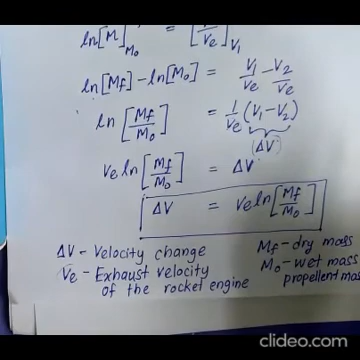 ln[M]M₀ = [V/Ve]V₁
ln[Mf] - ln[M₀] = V₁/Ve - V₂/Ve
ln[Mf/M₀] = 1/Ve (V₁-V₂)
(ΔV)
Ve ln[Mf/M₀] = ΔV
ΔV = Ve ln[Mf/M₀]
ΔV - Velocity change
Mf - dry mass
Ve - Exhaust velocity of the rocket engine
M₀ - wet mass
propellent mas
clideo.com